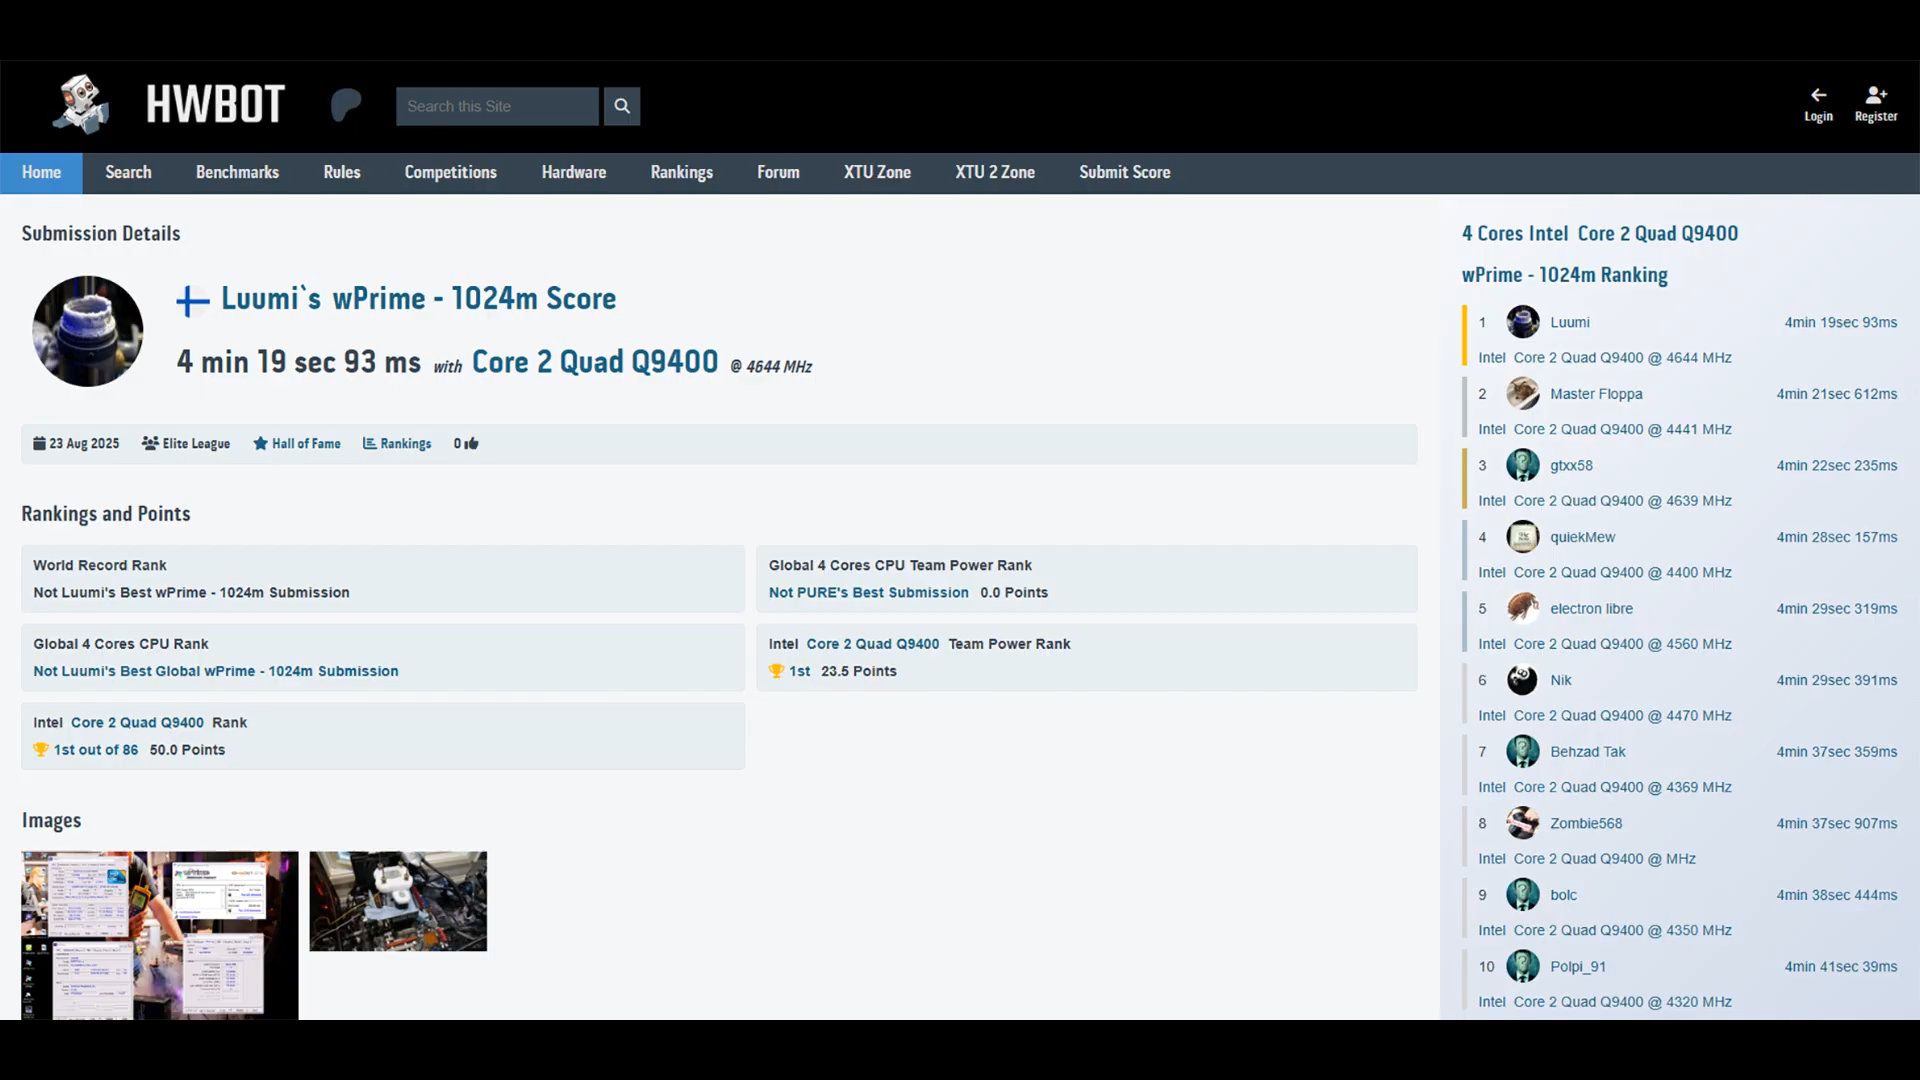 HWBOT
Search this Site
Login
Register
Home
Search
Benchmarks
Rules
Competitions
Hardware
Rankings
Forum
XTU Zone
XTU 2 Zone
Submit Score
Submission Details
Luumi`s wPrime - 1024m Score
4 min 19 sec 93 ms with Core 2 Quad Q9400 @ 4644 MHz
23 Aug 2025 Elite League Hall of Fame Rankings 0
Rankings and Points
World Record Rank
Not Luumi's Best wPrime - 1024m Submission
Global 4 Cores CPU Team Power Rank
Not PURE's Best Submission 0.0 Points
Global 4 Cores CPU Rank
Not Luumi's Best Global wPrime - 1024m Submission
Intel Core 2 Quad Q9400 Team Power Rank
1st 23.5 Points
Intel Core 2 Quad Q9400 Rank
1st out of 86 50.0 Points
Images
wPrime
4 Cores Intel Core 2 Quad Q9400
wPrime - 1024m Ranking
1 Luumi 4min 19sec 93ms
Intel Core 2 Quad Q9400 @ 4644 MHz
2 Master Floppa 4min 21sec 612ms
Intel Core 2 Quad Q9400 @ 4441 MHz
3 gtxx58 4min 22sec 235ms
Intel Core 2 Quad Q9400 @ 4639 MHz
4 quiekMew 4min 28sec 157ms
Intel Core 2 Quad Q9400 @ 4400 MHz
5 electron libre 4min 29sec 319ms
Intel Core 2 Quad Q9400 @ 4560 MHz
6 Nik 4min 29sec 391ms
Intel Core 2 Quad Q9400 @ 4470 MHz
7 Behzad Tak 4min 37sec 359ms
Intel Core 2 Quad Q9400 @ 4369 MHz
8 Zombie568 4min 37sec 907ms
Intel Core 2 Quad Q9400 @ MHz
9 bolc 4min 38sec 444ms
Intel Core 2 Quad Q9400 @ 4350 MHz
10 Polpi_91 4min 41sec 39ms
Intel Core 2 Quad Q9400 @ 4320 MHz